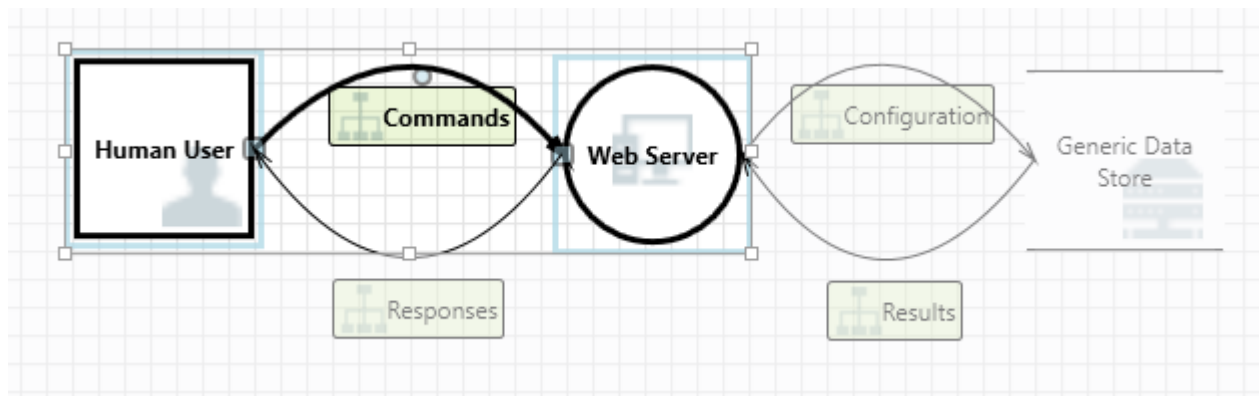 Human User
Commands
Web Server
Configuration
Generic Data
Store
Responses
Results